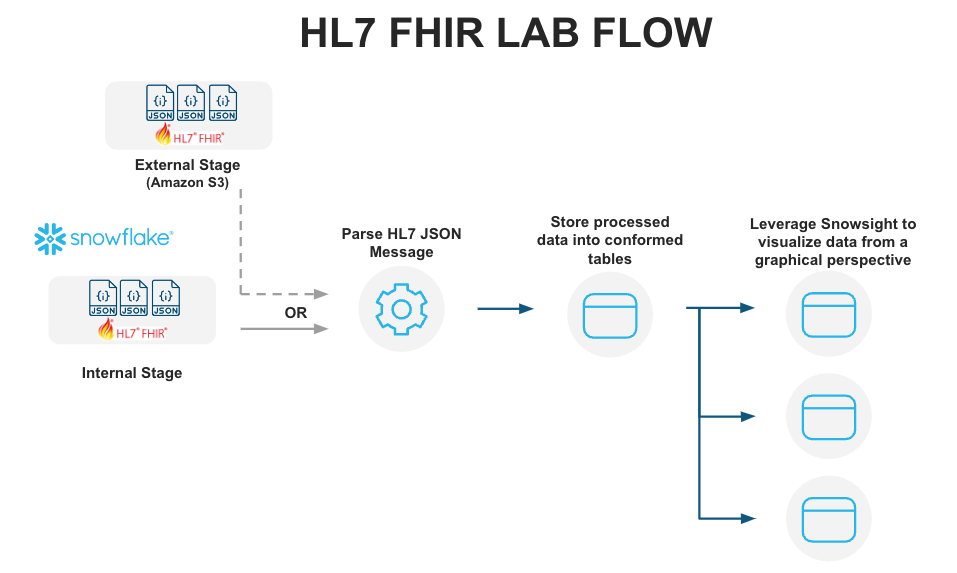 HL7 FHIR LAB FLOW
{i} {i} {i}
JSON JSON JSON
HL7® FHIR®
External Stage
(Amazon S3)
snowflake®
{i} {i} {i}
JSON JSON JSON
HL7® FHIR®
Internal Stage
OR
Parse HL7 JSON
Message
Store processed
data into conformed
tables
Leverage Snowsight to
visualize data from a
graphical perspective